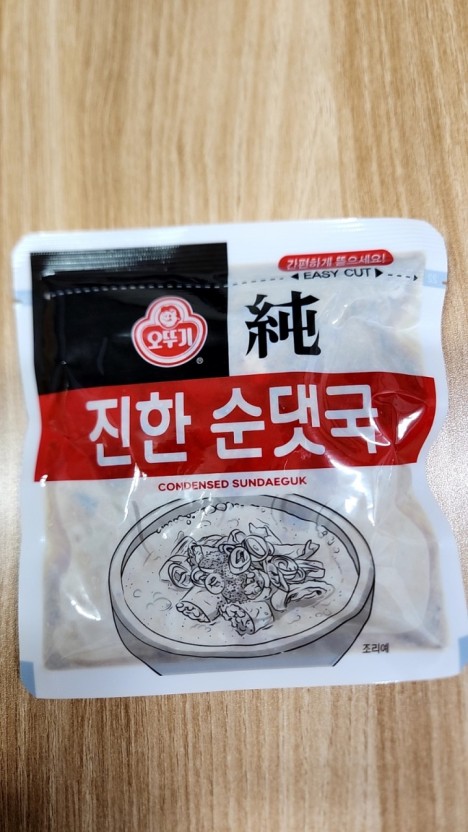 간편하게 뜯으세요!
EASY CUT
오뚜기
®
純
진한 순댓국
CONDENSED SUNDAEGUK
조리예